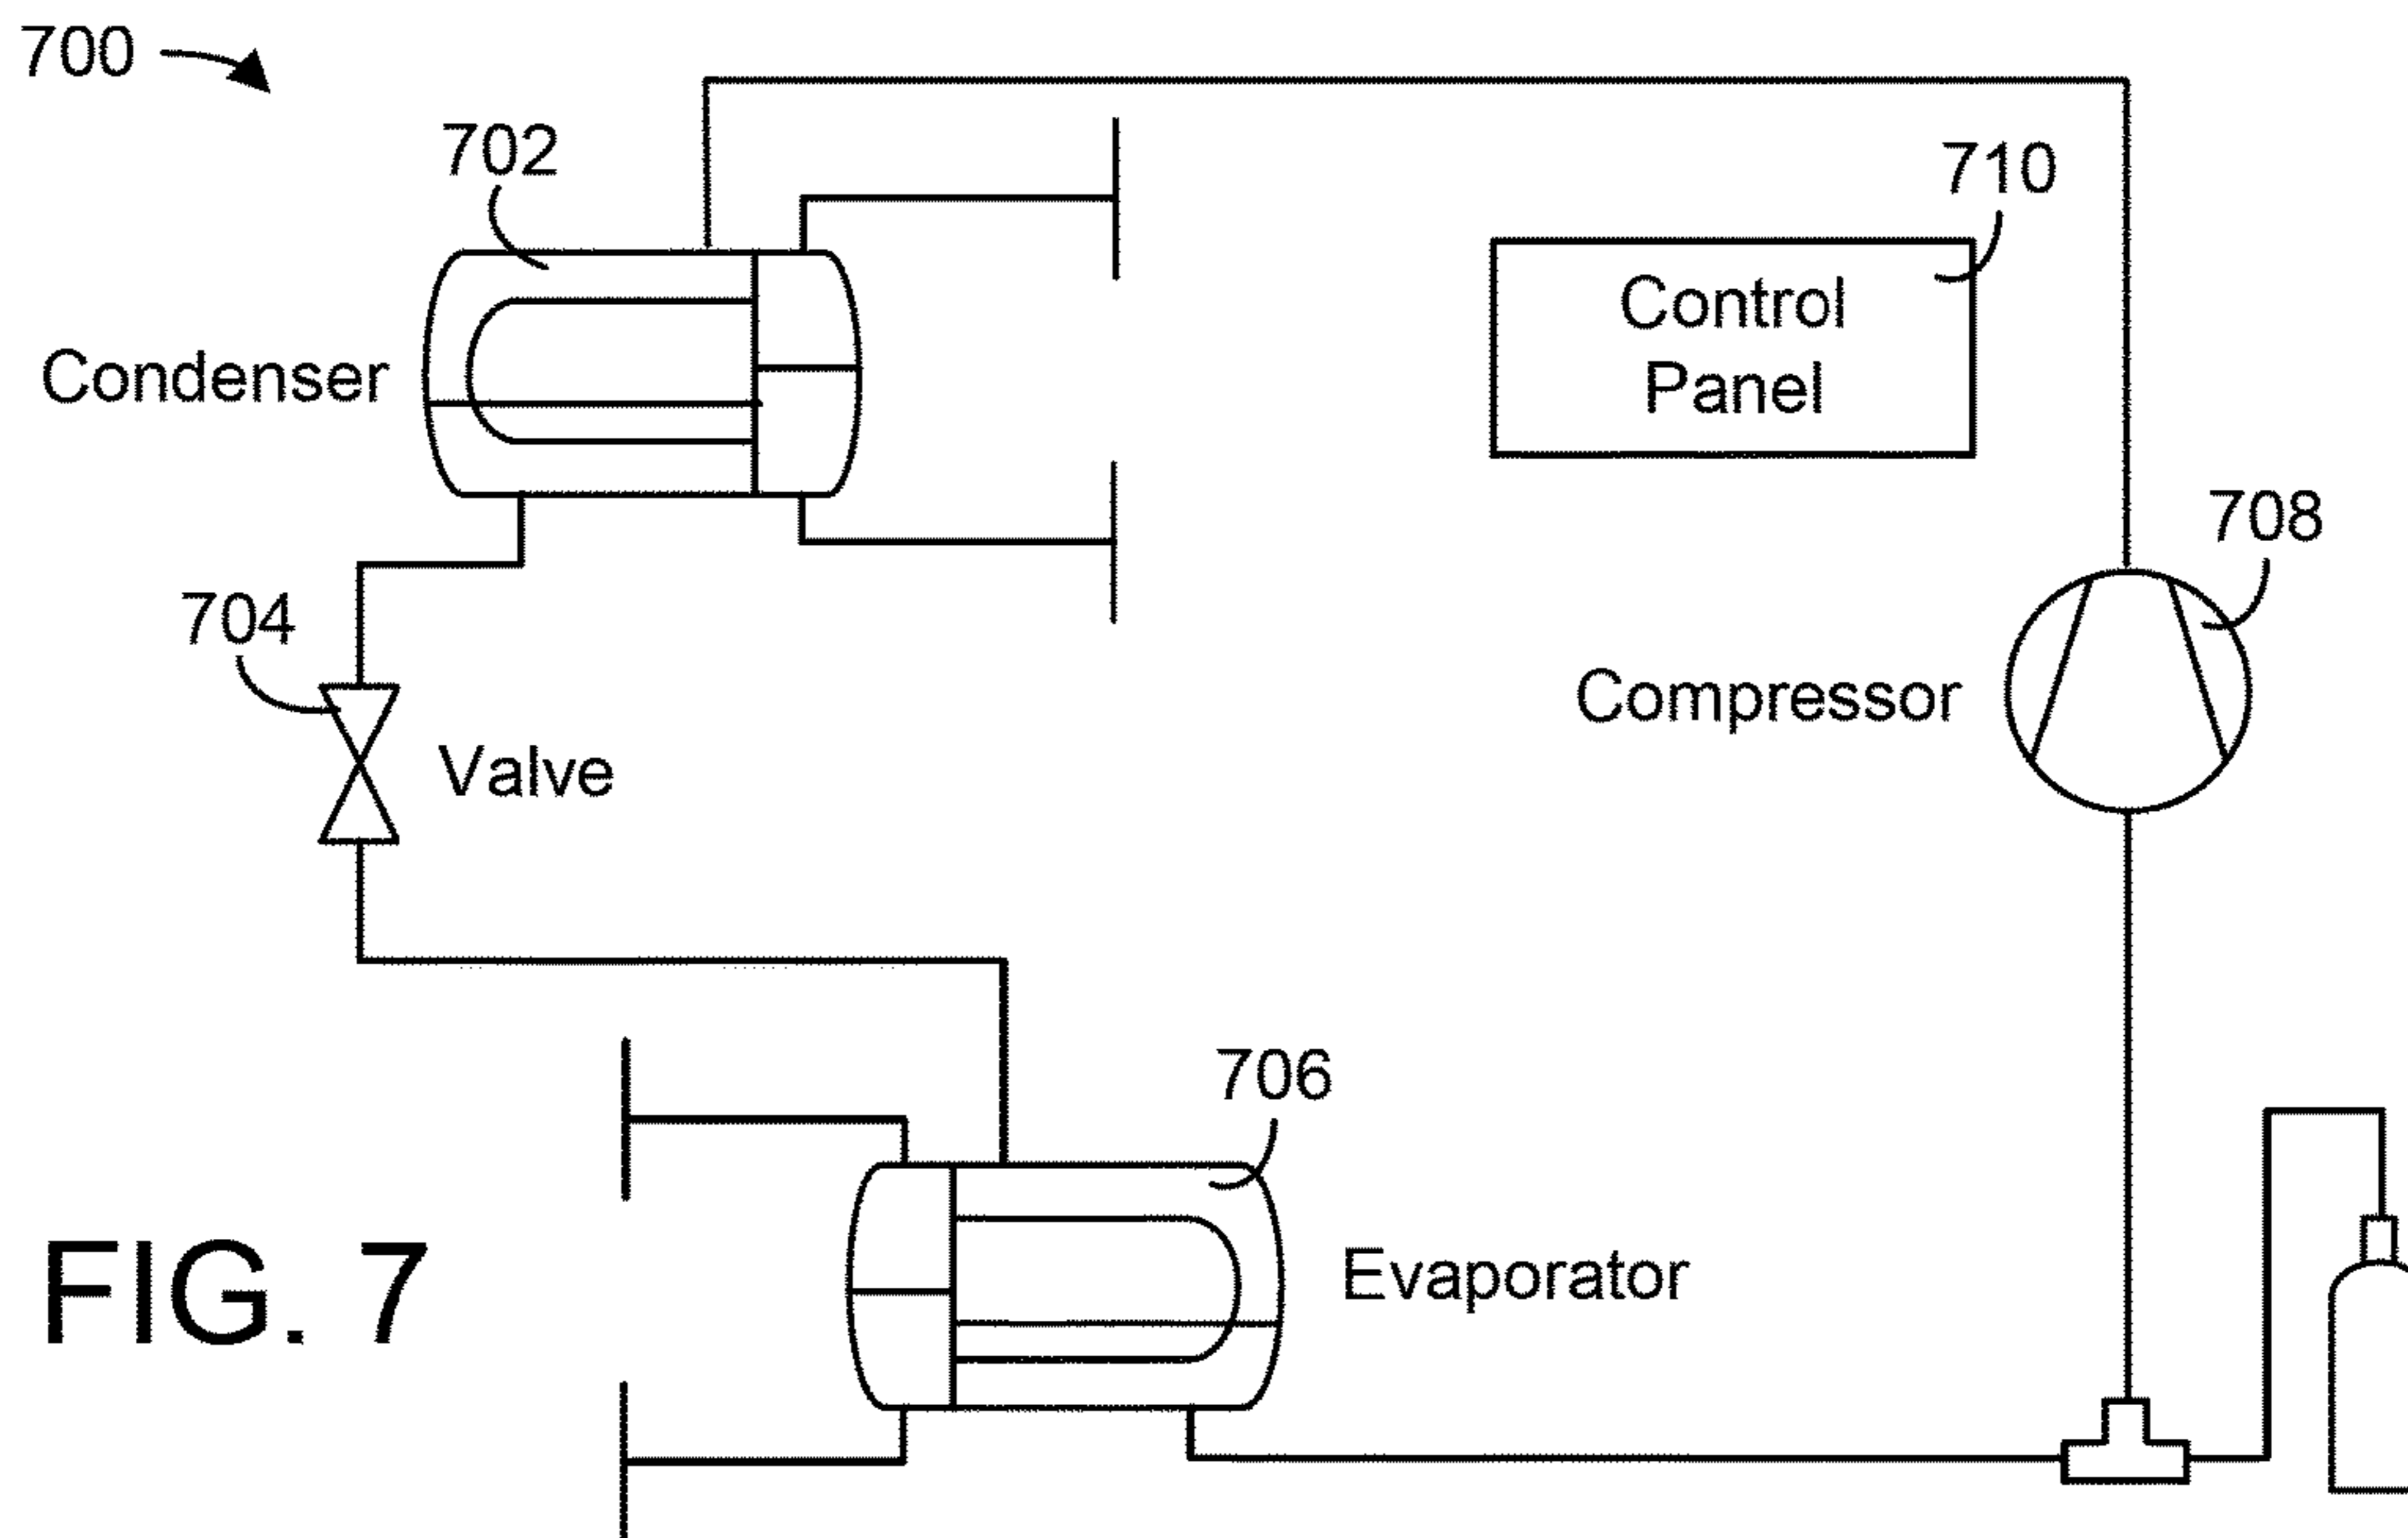 700
702
710
Control
Panel
Condenser
708
704
Compressor
Valve
706
Evaporator
FIG. 7